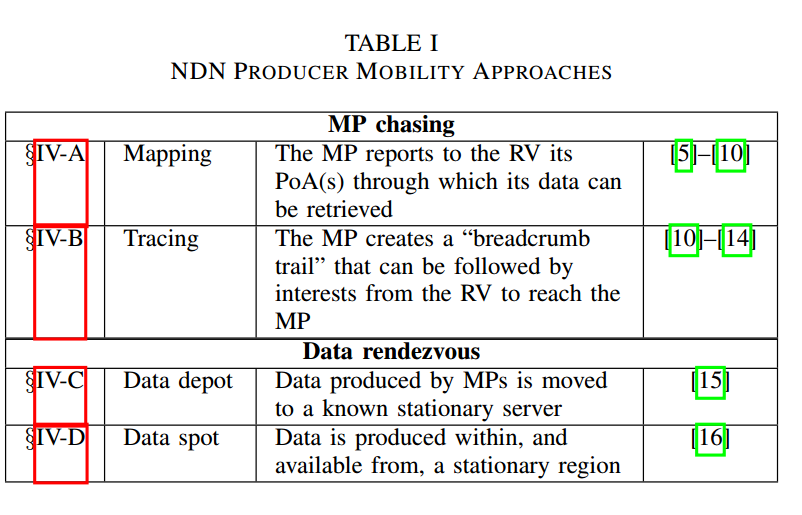 TABLE I
NDN PRODUCER MOBILITY APPROACHES
MP chasing
§IV-A Mapping The MP reports to the RV its [5]–[10]
PoA(s) through which its data can
be retrieved
§IV-B Tracing The MP creates a “breadcrumb [10]–[14]
trail” that can be followed by
interests from the RV to reach the
MP
Data rendezvous
§IV-C Data depot Data produced by MPs is moved [15]
to a known stationary server
§IV-D Data spot Data is produced within, and [16]
available from, a stationary region